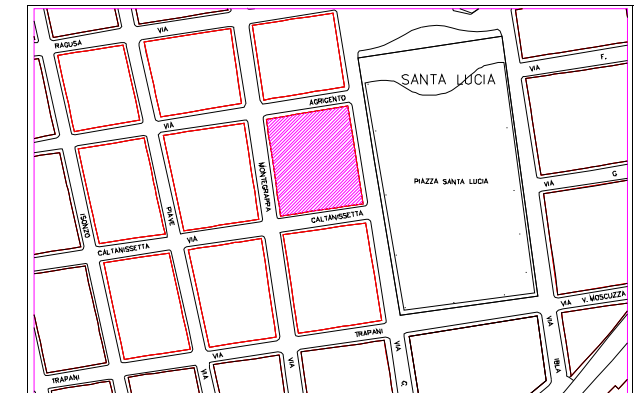 RAGUSA
VIA
VIA
F.
SANTA LUCIA
AGRIGENTO
VIA
MONTEGRAPPA
PIAZZA SANTA LUCIA
VIA
G
ISONZO
PIAVE
CALTANISSETTA
CALTANISSETTA
VIA
VIA
V. MOSCUZZA
TRAPANI
VIA
VIA
VIA
IBLA
VIA
VIA
TRAPANI
G.